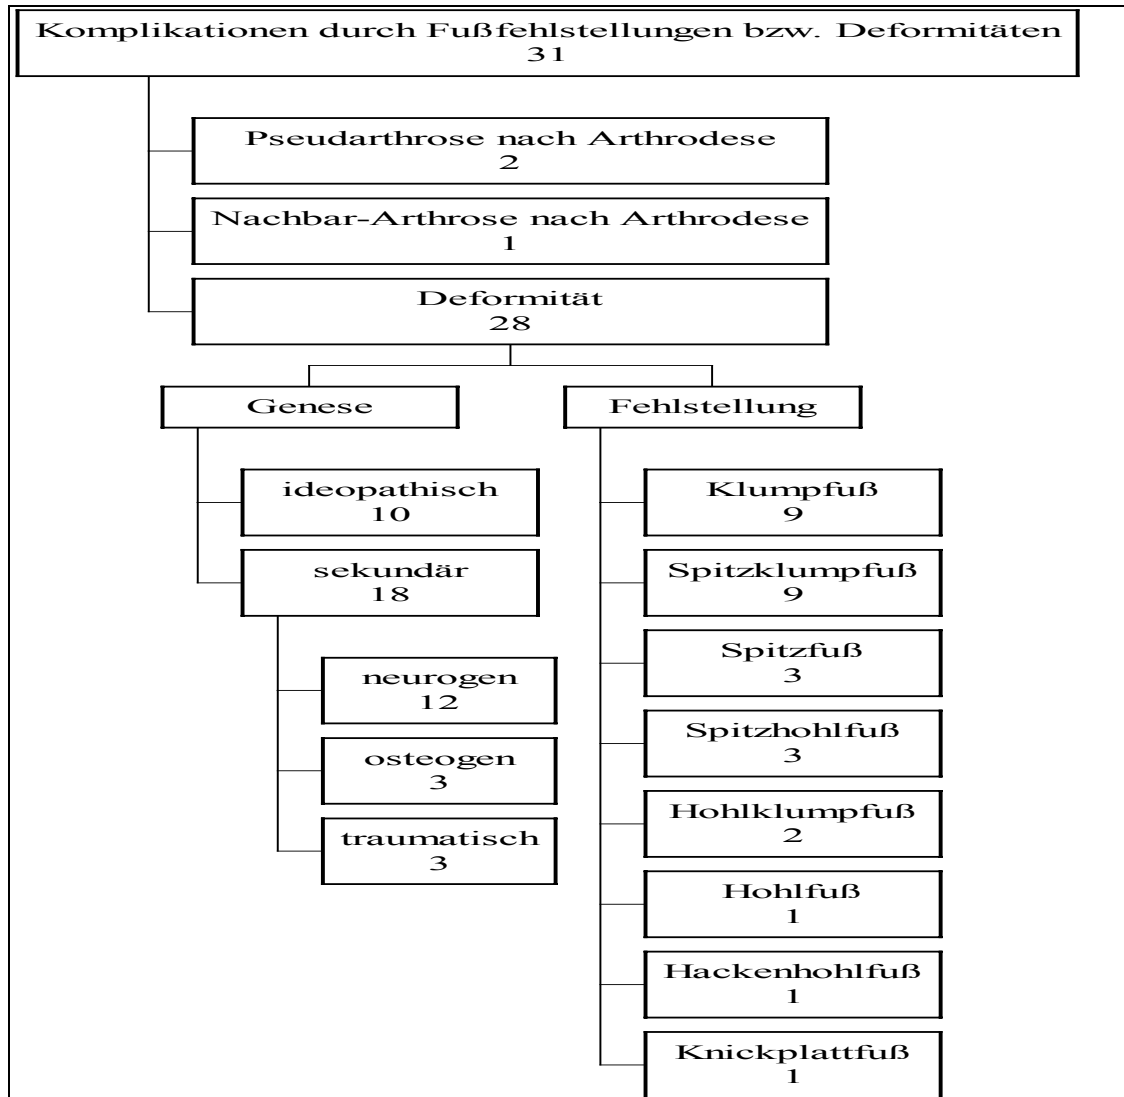 Komplikationen durch Fußfehlstellungen bzw. Deformitäten
31
Pseudarthrose nach Arthrodese
2
Nachbar-Arthrose nach Arthrodese
1
Deformität
28
Genese
ideopathisch
10
sekundär
18
neurogen
12
osteogen
3
traumatisch
3
Fehlstellung
Klumpfuß
9
Spitzklumpfuß
9
Spitzfuß
3
Spitzhohlfuß
3
Hohlklumpfuß
2
Hohlfuß
1
Hackenhohlfuß
1
Knickplattfuß
1